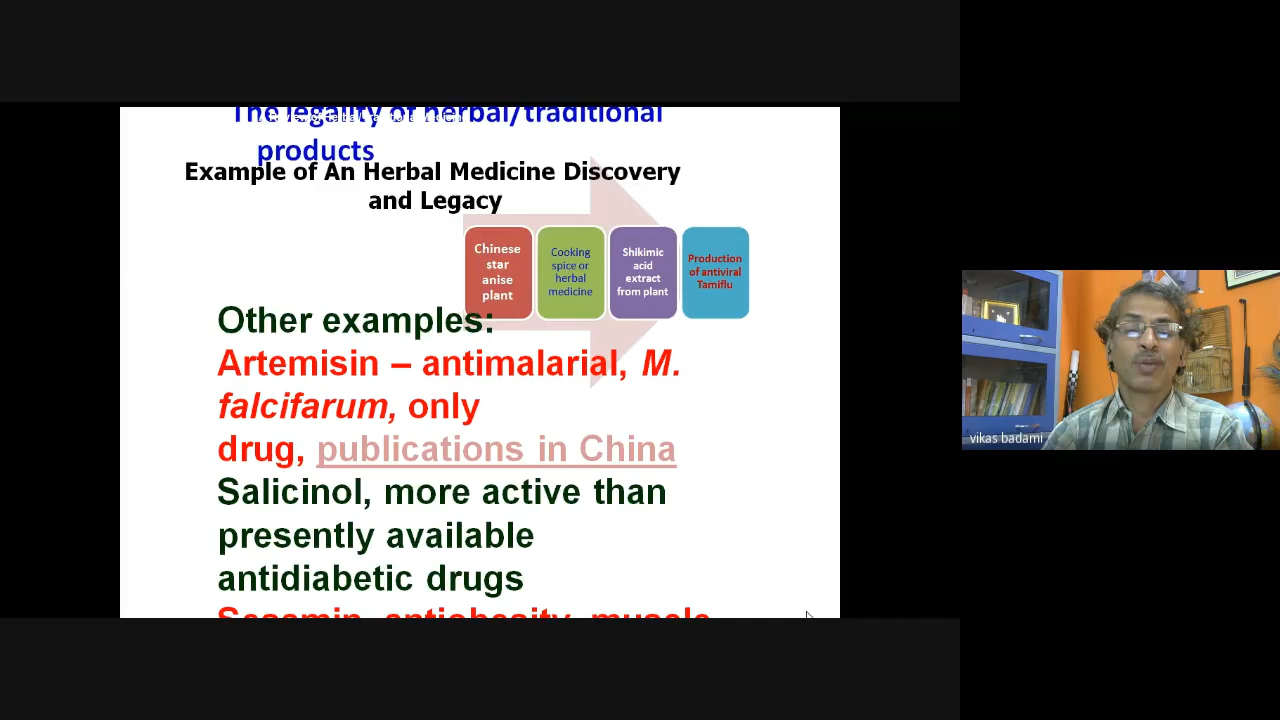 The legality of herbal/traditional
products
Example of An Herbal Medicine Discovery
and Legacy
Chinese
star
anise
plant
Cooking
spice or
herbal
medicine
Shikimic
acid
extract
from plant
Production
of antiviral
Tamiflu
Other examples:
Artemisin – antimalarial, M.
falcifarum, only
drug, publications in China
Salicinol, more active than
presently available
antidiabetic drugs
Sesamin, antiobesity, muscle
vikas badami